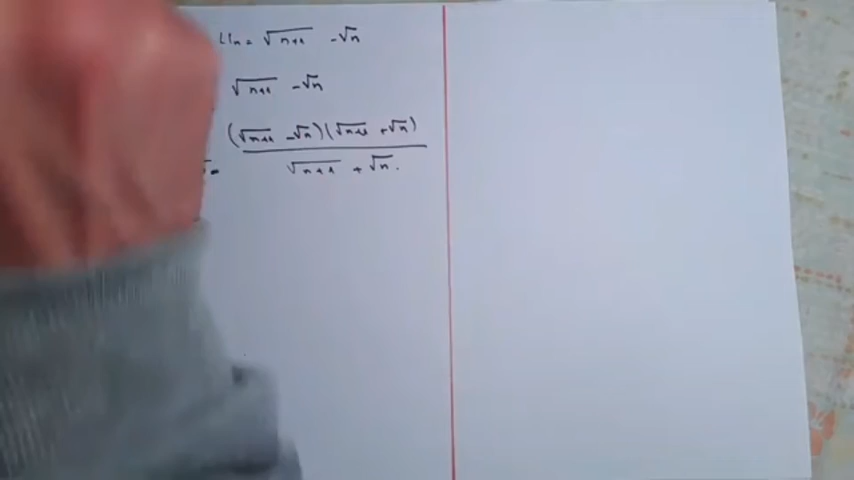 Un = √n+1 - √n
√n+1 - √n
= (√n+1 - √n)(√n+1 + √n)
√n+1 + √n.